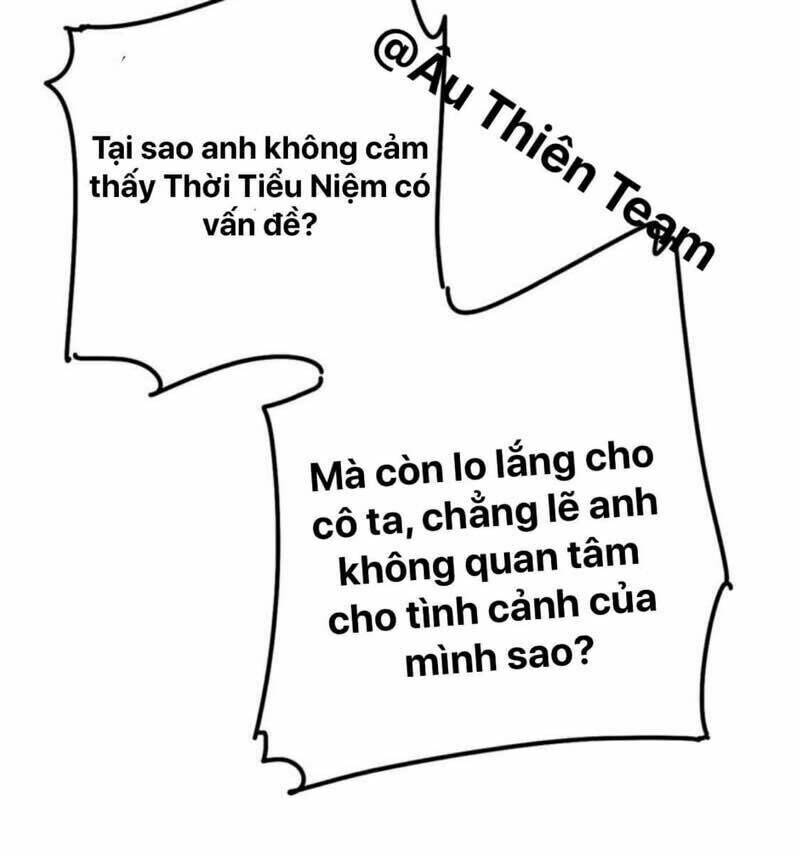 @Âu Thiên Team
Tại sao anh không cảm
thấy Thời Tiểu Niệm có
vấn đề?
Mà còn lo lắng cho
cô ta, chẳng lẽ anh
không quan tâm
cho tình cảnh của
mình sao?